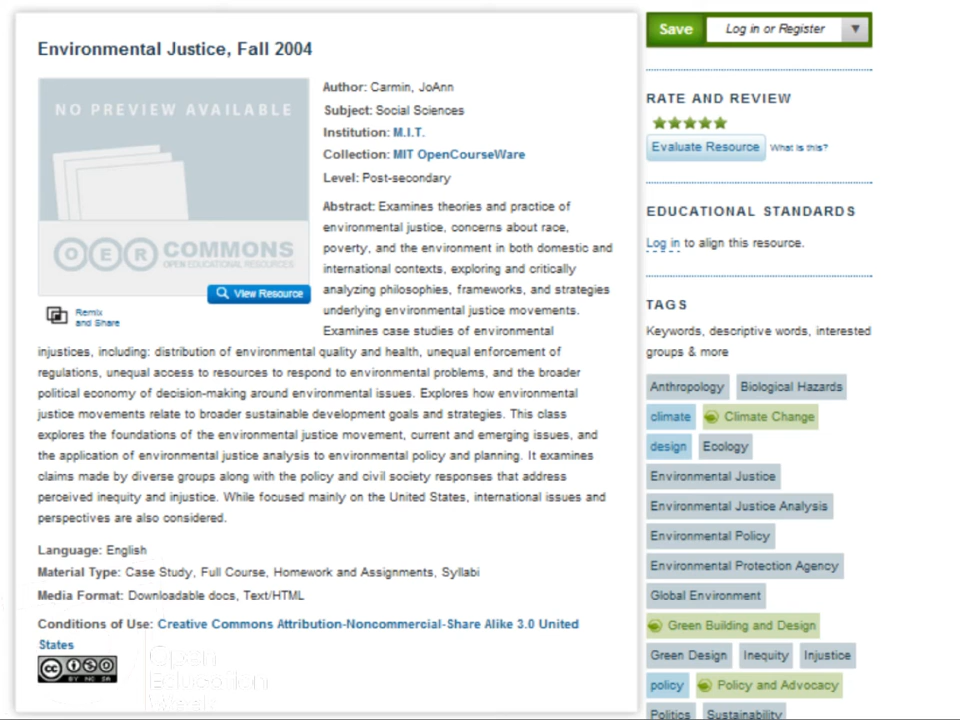 Environmental Justice, Fall 2004
NO PREVIEW AVAILABLE
OER COMMONS
OPEN EDUCATIONAL RESOURCES
View Resource
Remix
and Share
Author: Carmin, JoAnn
Subject: Social Sciences
Institution: M.I.T.
Collection: MIT OpenCourseWare
Level: Post-secondary
Abstract: Examines theories and practice of
environmental justice, concerns about race,
poverty, and the environment in both domestic and
international contexts, exploring and critically
analyzing philosophies, frameworks, and strategies
underlying environmental justice movements.
Examines case studies of environmental
injustices, including: distribution of environmental quality and health, unequal enforcement of
regulations, unequal access to resources to respond to environmental problems, and the broader
political economy of decision-making around environmental issues. Explores how environmental
justice movements relate to broader sustainable development goals and strategies. This class
explores the foundations of the environmental justice movement, current and emerging issues, and
the application of environmental justice analysis to environmental policy and planning. It examines
claims made by diverse groups along with the policy and civil society responses that address
perceived inequity and injustice. While focused mainly on the United States, international issues and
perspectives are also considered.
Language: English
Material Type: Case Study, Full Course, Homework and Assignments, Syllabi
Media Format: Downloadable docs, Text/HTML
Conditions of Use: Creative Commons Attribution-Noncommercial-Share Alike 3.0 United
States
cc BY NC SA
Open
Education
Week
Save Log in or Register
RATE AND REVIEW
Evaluate Resource What is this?
EDUCATIONAL STANDARDS
Log in to align this resource.
TAGS
Keywords, descriptive words, interested
groups & more
Anthropology Biological Hazards
climate Climate Change
design Ecology
Environmental Justice
Environmental Justice Analysis
Environmental Policy
Environmental Protection Agency
Global Environment
Green Building and Design
Green Design Inequity Injustice
policy Policy and Advocacy
Politics Sustainability